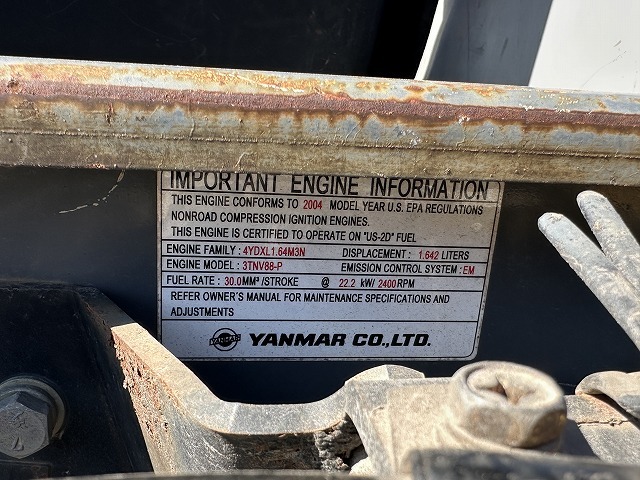 IMPORTANT ENGINE INFORMATION
THIS ENGINE CONFORMS TO 2004 MODEL YEAR U.S. EPA REGULATIONS
NONROAD COMPRESSION IGNITION ENGINES.
THIS ENGINE IS CERTIFIED TO OPERATE ON "US-2D" FUEL
ENGINE FAMILY : 4YDXL1.64M3N DISPLACEMENT : 1.642 LITERS
ENGINE MODEL : 3TNV88-P EMISSION CONTROL SYSTEM : EM
FUEL RATE : 30.0MM³/STROKE @ 22.2 kW/ 2400 RPM
REFER OWNER'S MANUAL FOR MAINTENANCE SPECIFICATIONS AND
ADJUSTMENTS
YANMAR YANMAR CO.,LTD.